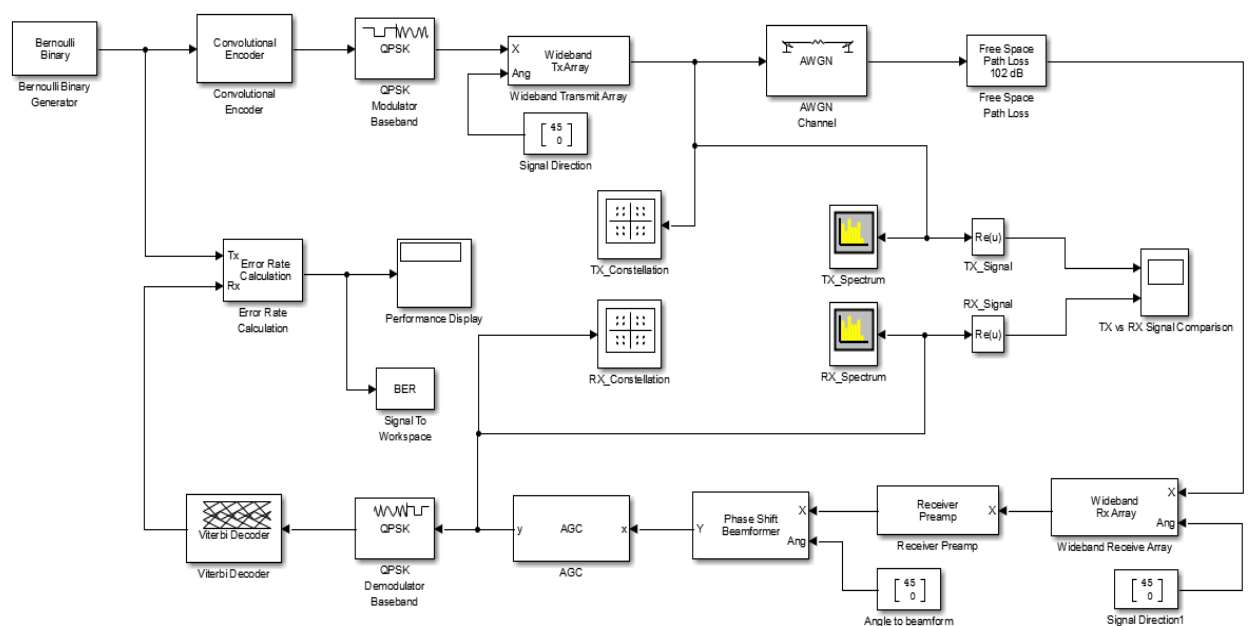 Bernoulli
Binary
Bernoulli Binary
Generator
Convolutional
Encoder
Convolutional
Encoder
QPSK
QPSK
Modulator
Baseband
X
Ang
Wideband
TxArray
Wideband Transmit Array
45
0
Signal Direction
AWGN
AWGN
Channel
Free Space
Path Loss
102 dB
Free Space
Path Loss
TX_Constellation
TX_Spectrum
Re(u)
TX_Signal
TX vs RX Signal Comparison
Tx
Rx
Error Rate
Calculation
Error Rate
Calculation
Performance Display
RX_Constellation
RX_Spectrum
RX_Signal
Re(u)
BER
Signal To
Workspace
Viterbi Decoder
Viterbi Decoder
QPSK
QPSK
Demodulator
Baseband
y
AGC
x
AGC
Y
Phase Shift
Beamformer
X
Ang
45
0
Angle to beamform
Receiver
Preamp
X
Receiver Preamp
Wideband
Rx Array
X
Ang
Wideband Receive Array
45
0
Signal Direction1